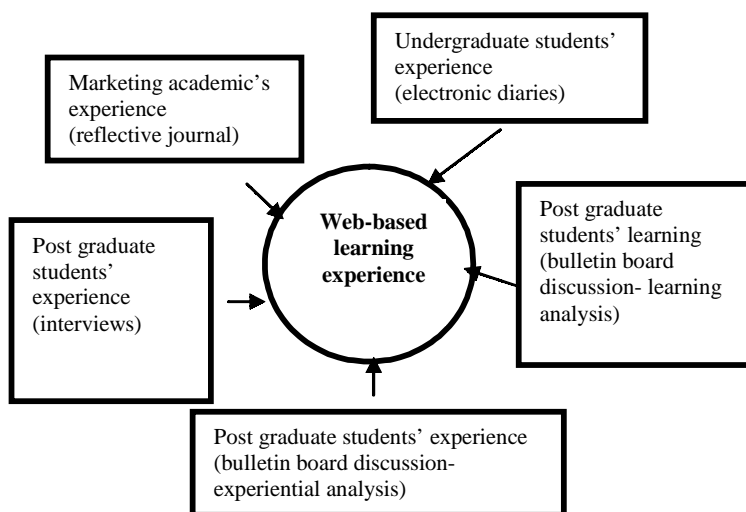 Undergraduate students’
experience
(electronic diaries)
Marketing academic’s
experience
(reflective journal)
Web-based
learning
experience
Post graduate
students’ learning
(bulletin board
discussion- learning
analysis)
Post graduate
students’
experience
(interviews)
Post graduate students’ experience
(bulletin board discussion-
experiential analysis)